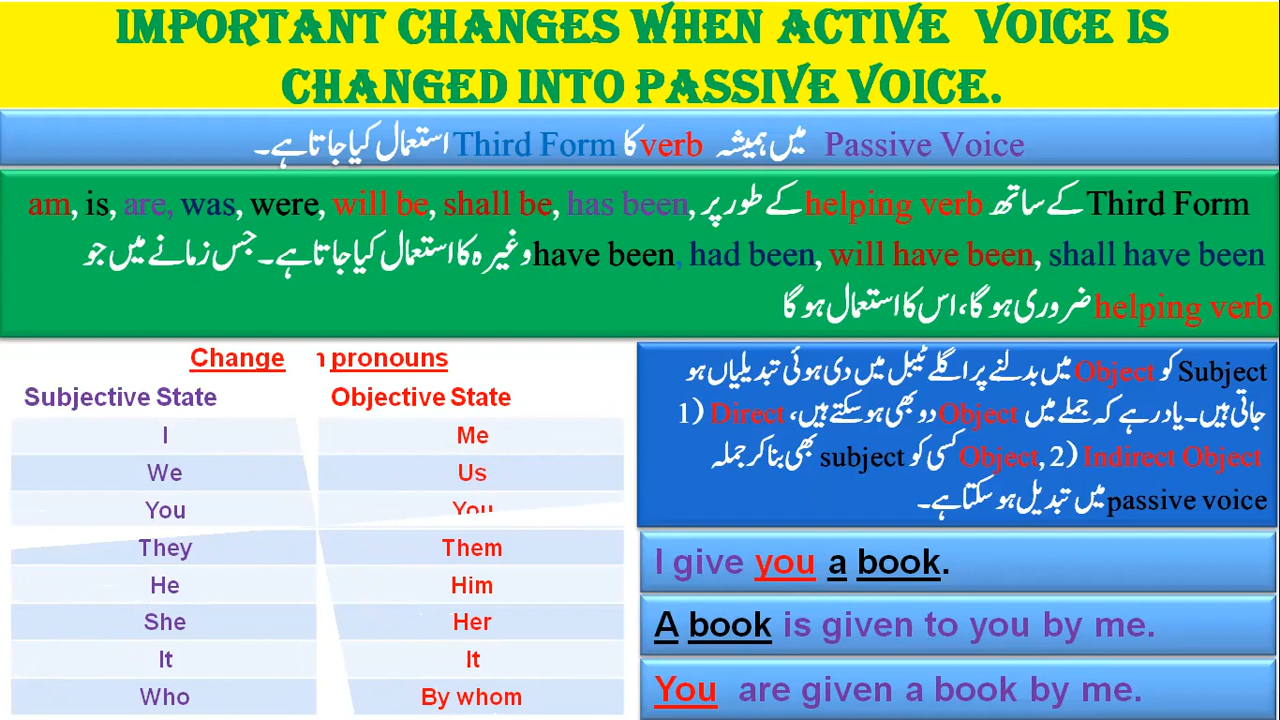 IMPORTANT CHANGES WHEN ACTIVE VOICE IS
CHANGED INTO PASSIVE VOICE.
Passive Voice میں ہمیشہ verb کا Third Form استعمال کیا جاتا ہے۔
Third Form کے ساتھ helping verb کے طور پر am, is, are, was, were, will be, shall be, has been,
have been, had been, will have been, shall have been وغیرہ کا استعمال کیا جاتا ہے۔ جس زمانے میں جو
helping verb ضروری ہو گا، اس کا استعمال ہو گا
Change n pronouns
Subjective State Objective State
I Me
We Us
You You
They Them
He Him
She Her
It It
Who By whom
Subject کو Object میں بدلنے پر اگلے ٹیبل میں دی ہوئی تبدیلیاں ہو
جاتی ہیں۔ یاد رہے کہ جملے میں Object دو بھی ہو سکتے ہیں، 1) Direct
Object, 2) Indirect Object کسی کو subject بھی بنا کر جملہ
passive voice میں تبدیل ہو سکتا ہے۔
I give you a book.
A book is given to you by me.
You are given a book by me.